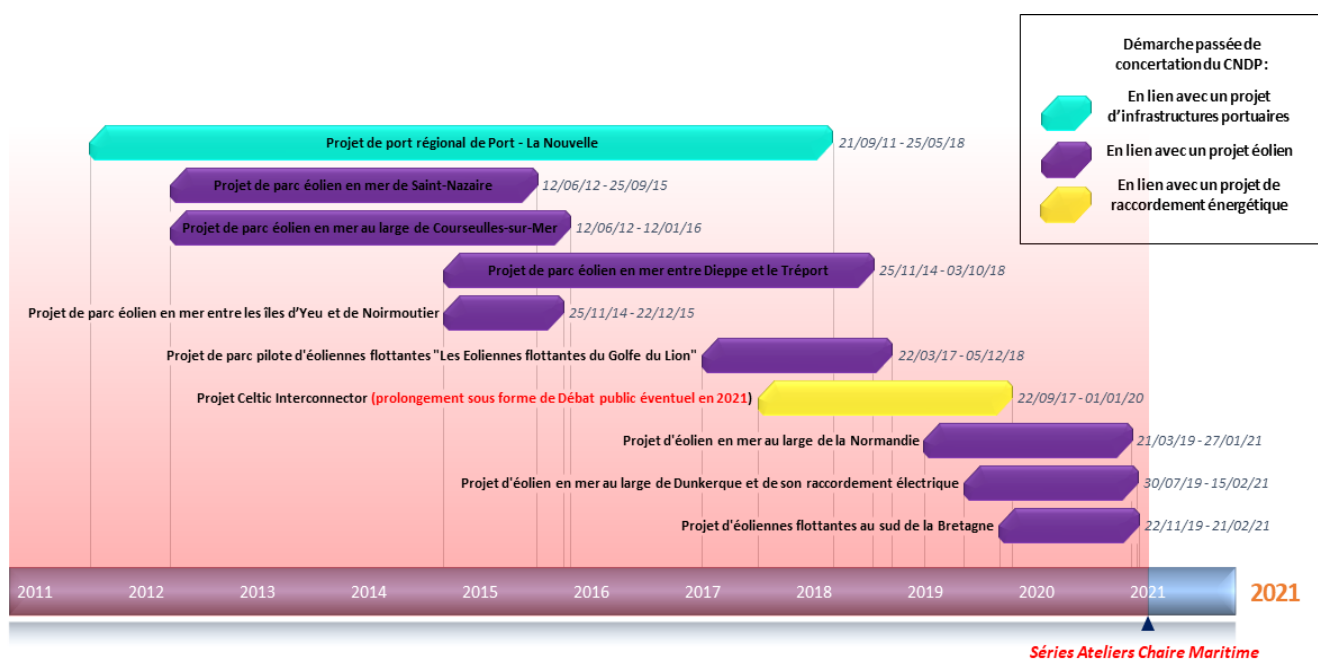 Démarche passée de
concertation du CNDP :
En lien avec un projet
d'infrastructures portuaires
En lien avec un projet éolien
En lien avec un projet de
raccordement énergétique
Projet de port régional de Port - La Nouvelle 21/09/11 - 25/05/18
Projet de parc éolien en mer de Saint-Nazaire 12/06/12 - 25/09/15
Projet de parc éolien en mer au large de Courseulles-sur-Mer 12/06/12 - 12/01/16
Projet de parc éolien en mer entre Dieppe et le Tréport 25/11/14 - 03/10/18
Projet de parc éolien en mer entre les îles d'Yeu et de Noirmoutier 25/11/14 - 22/12/15
Projet de parc pilote d'éoliennes flottantes "Les Eoliennes flottantes du Golfe du Lion" 22/03/17 - 05/12/18
Projet Celtic Interconnector (prolongement sous forme de Débat public éventuel en 2021) 22/09/17 - 01/01/20
Projet d'éolien en mer au large de la Normandie 21/03/19 - 27/01/21
Projet d'éolien en mer au large de Dunkerque et de son raccordement électrique 30/07/19 - 15/02/21
Projet d'éoliennes flottantes au sud de la Bretagne 22/11/19 - 21/02/21
2011 2012 2013 2014 2015 2016 2017 2018 2019 2020 2021 2021
Séries Ateliers Chaire Maritime